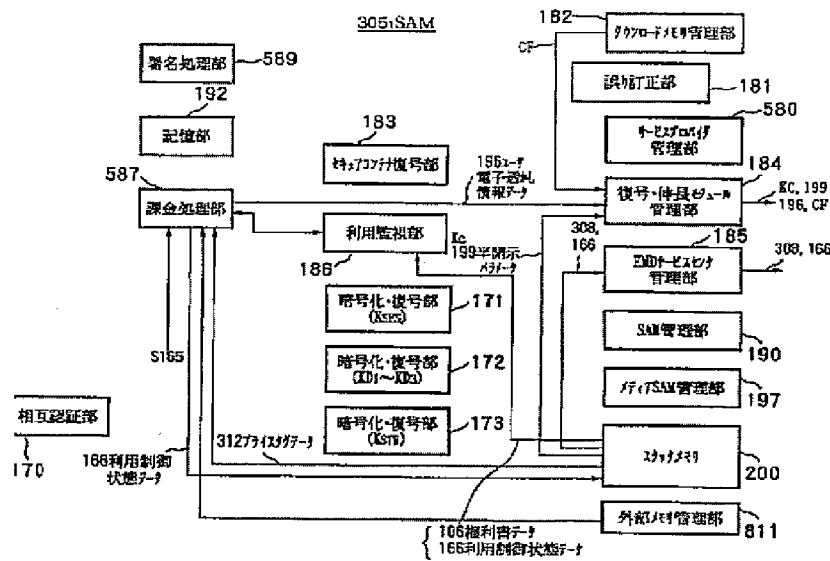 305₁SAM
182
ダウンロードメモリ管理部
CF
署名処理部
589
誤り訂正部
181
192
記憶部
580
サービスプロバイダ
管理部
183
セキュアコンテナ復号部
587
課金処理部
196ユーザ
電子透かし
情報データ
184
復号・伸長モジュール
管理部
KC, 199
196, CF
利用監視部
186
Kc
199半開示
パラメータ
308,
166
185
EMDサービスセンタ
管理部
308, 166
暗号化・復号部
(KSES)
171
SAM管理部
190
S165
暗号化・復号部
(KD1〜KD3)
172
メディアSAM管理部
197
相互認証部
170
暗号化・復号部
(KSTR)
173
166利用制御
状態データ
312プライスタグデータ
スタックメモリ
200
外部メモリ管理部
811
106権利書データ
166利用制御状態データ